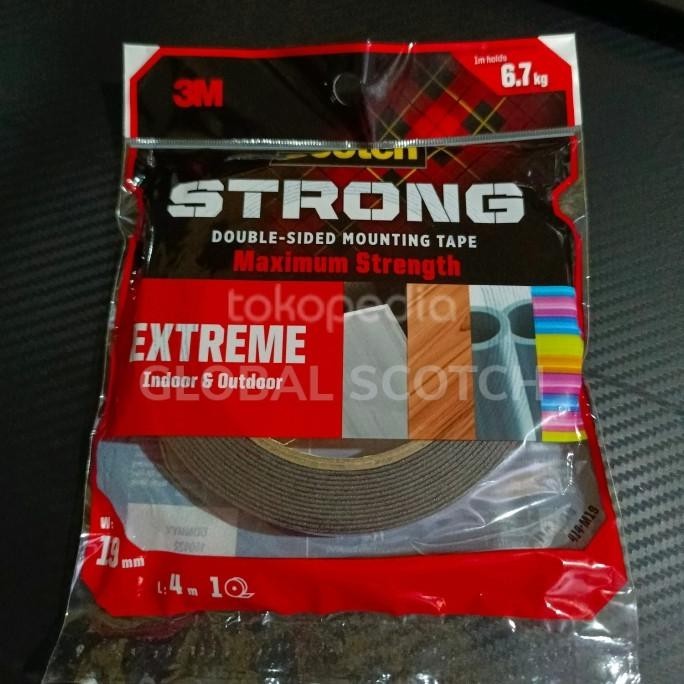 3M
1m holds
6.7 kg
Scotch
STRONG
DOUBLE-SIDED MOUNTING TAPE
Maximum Strength
tokopedia
EXTREME
Indoor & Outdoor
GLOBAL SCOTCH
W:
19 mm
L: 4 m 1